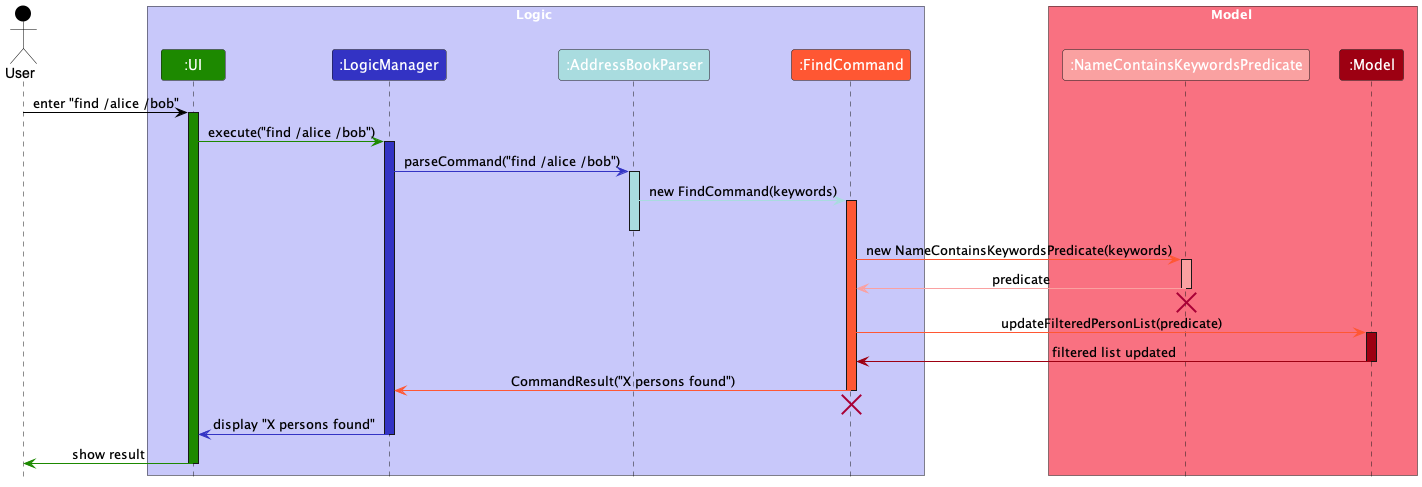 Logic
Model
User
:UI
:LogicManager
:AddressBookParser
:FindCommand
:NameContainsKeywordsPredicate
:Model
enter "find /alice /bob"
execute("find /alice /bob")
parseCommand("find /alice /bob")
new FindCommand(keywords)
new NameContainsKeywordsPredicate(keywords)
predicate
updateFilteredPersonList(predicate)
filtered list updated
CommandResult("X persons found")
display "X persons found"
show result